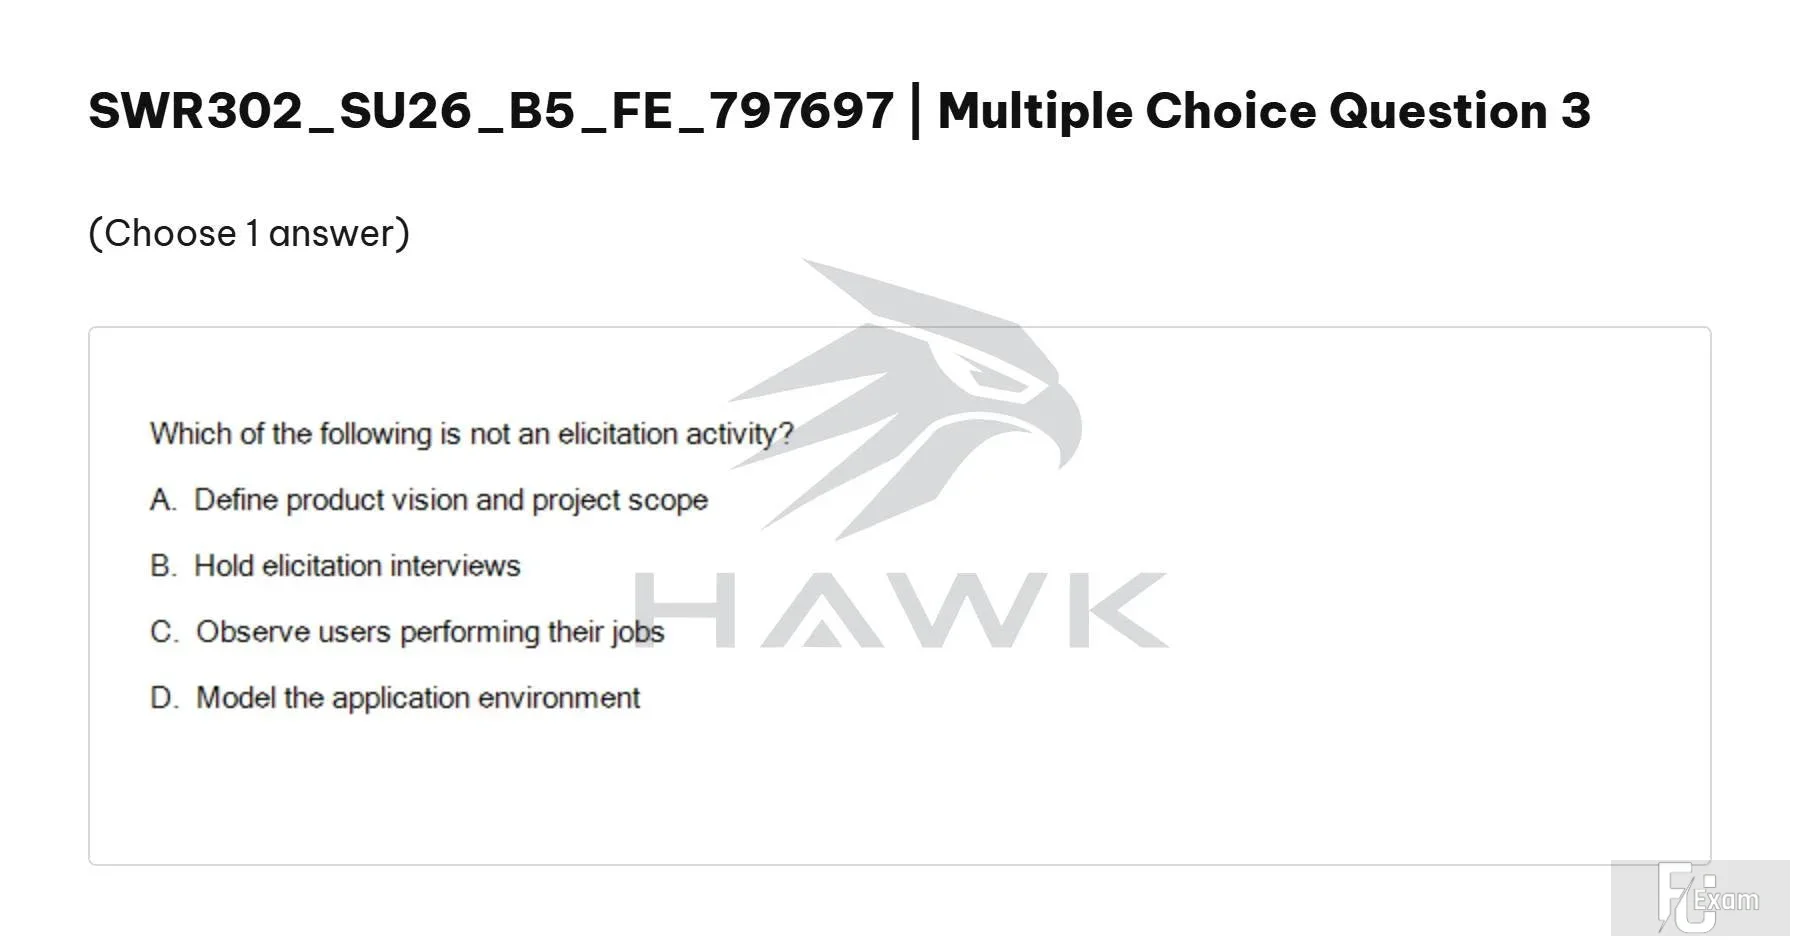 SWR302_SU26_B5_FE_797697 | Multiple Choice Question 3
(Choose 1 answer)
Which of the following is not an elicitation activity?
A. Define product vision and project scope
B. Hold elicitation interviews
C. Observe users performing their jobs
D. Model the application environment
HAWK
FU Exam